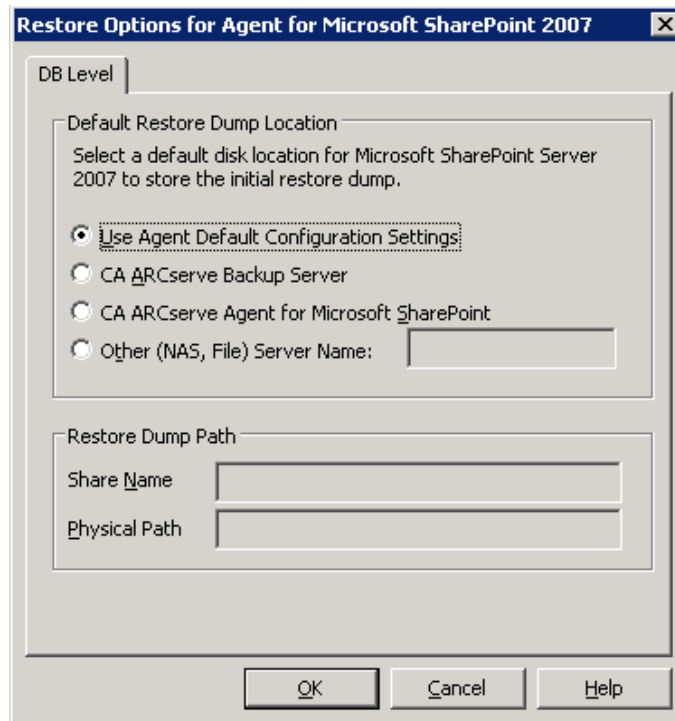 Restore Options for Agent for Microsoft SharePoint 2007
DB Level
Default Restore Dump Location
Select a default disk location for Microsoft SharePoint Server
2007 to store the initial restore dump.
Use Agent Default Configuration Settings
CA ARCserve Backup Server
CA ARCserve Agent for Microsoft SharePoint
Other (NAS, File) Server Name:
Restore Dump Path
Share Name
Physical Path
OK Cancel Help